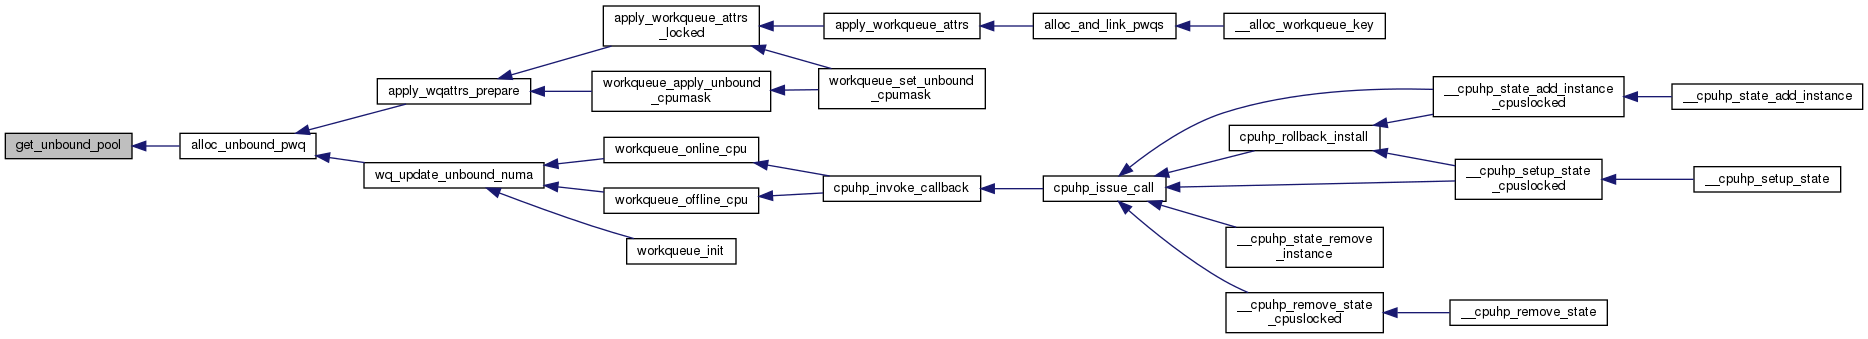 get_unbound_pool
alloc_unbound_pwq
apply_wqattrs_prepare
apply_workqueue_attrs
_locked
apply_workqueue_attrs
alloc_and_link_pwqs
__alloc_workqueue_key
workqueue_apply_unbound
_cpumask
workqueue_set_unbound
_cpumask
wq_update_unbound_numa
workqueue_online_cpu
workqueue_offline_cpu
workqueue_init
cpuhp_invoke_callback
cpuhp_issue_call
__cpuhp_state_add_instance
_cpuslocked
__cpuhp_state_add_instance
cpuhp_rollback_install
__cpuhp_setup_state
_cpuslocked
__cpuhp_setup_state
__cpuhp_state_remove
_instance
__cpuhp_remove_state
_cpuslocked
__cpuhp_remove_state